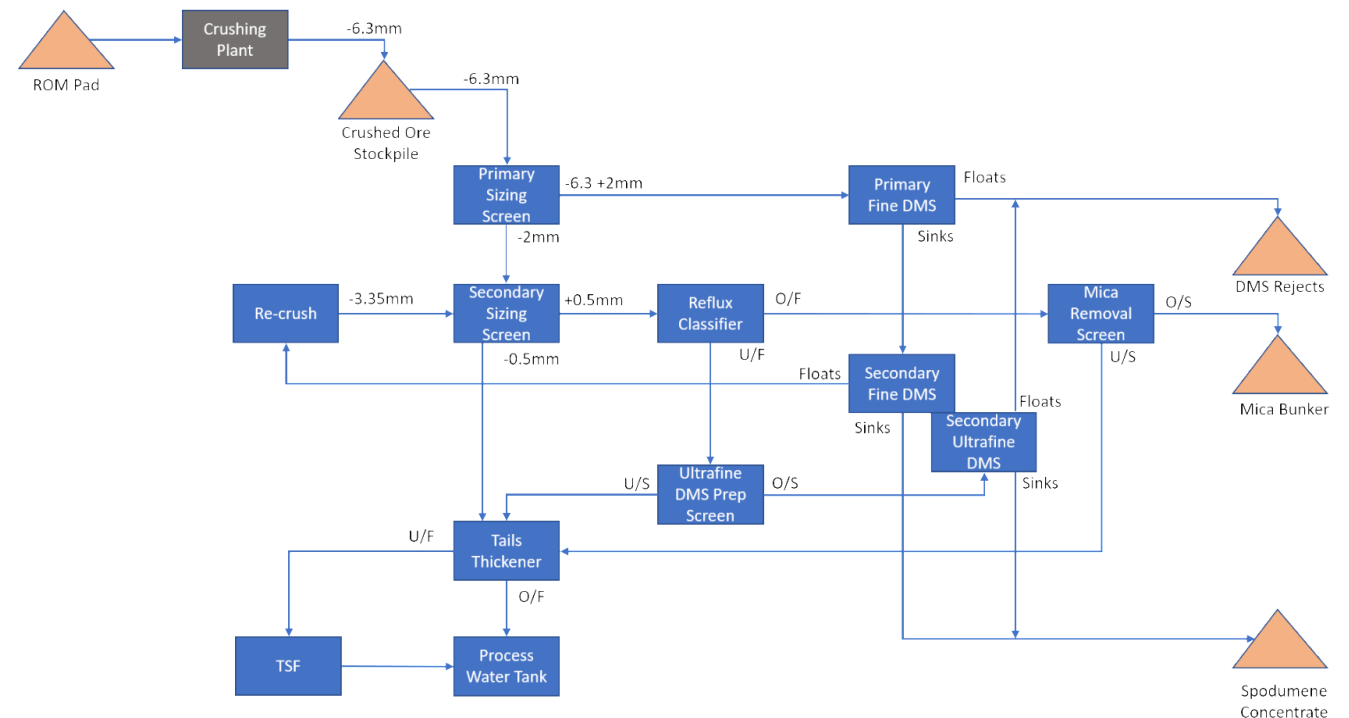 Crushing
Plant
-6.3mm
ROM Pad
-6.3mm
Crushed Ore
Stockpile
Primary
Sizing
Screen
-6.3 +2mm
Primary
Fine DMS
Floats
-2mm
Sinks
DMS Rejects
Re-crush
-3.35mm
Secondary
Sizing
Screen
+0.5mm
Reflux
Classifier
O/F
Mica
Removal
Screen
O/S
-0.5mm
U/F
U/S
Floats
Secondary
Fine DMS
Mica Bunker
Floats
Sinks
Secondary
Ultrafine
DMS
Sinks
U/S
Ultrafine
DMS Prep
Screen
O/S
U/F
Tails
Thickener
O/F
TSF
Process
Water Tank
Spodumene
Concentrate